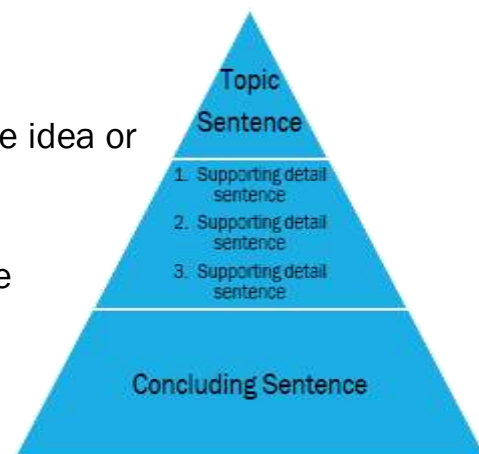 Topic
Sentence
e idea or
1. Supporting detail
sentence
2. Supporting detail
sentence
e
3. Supporting detail
sentence
Concluding Sentence